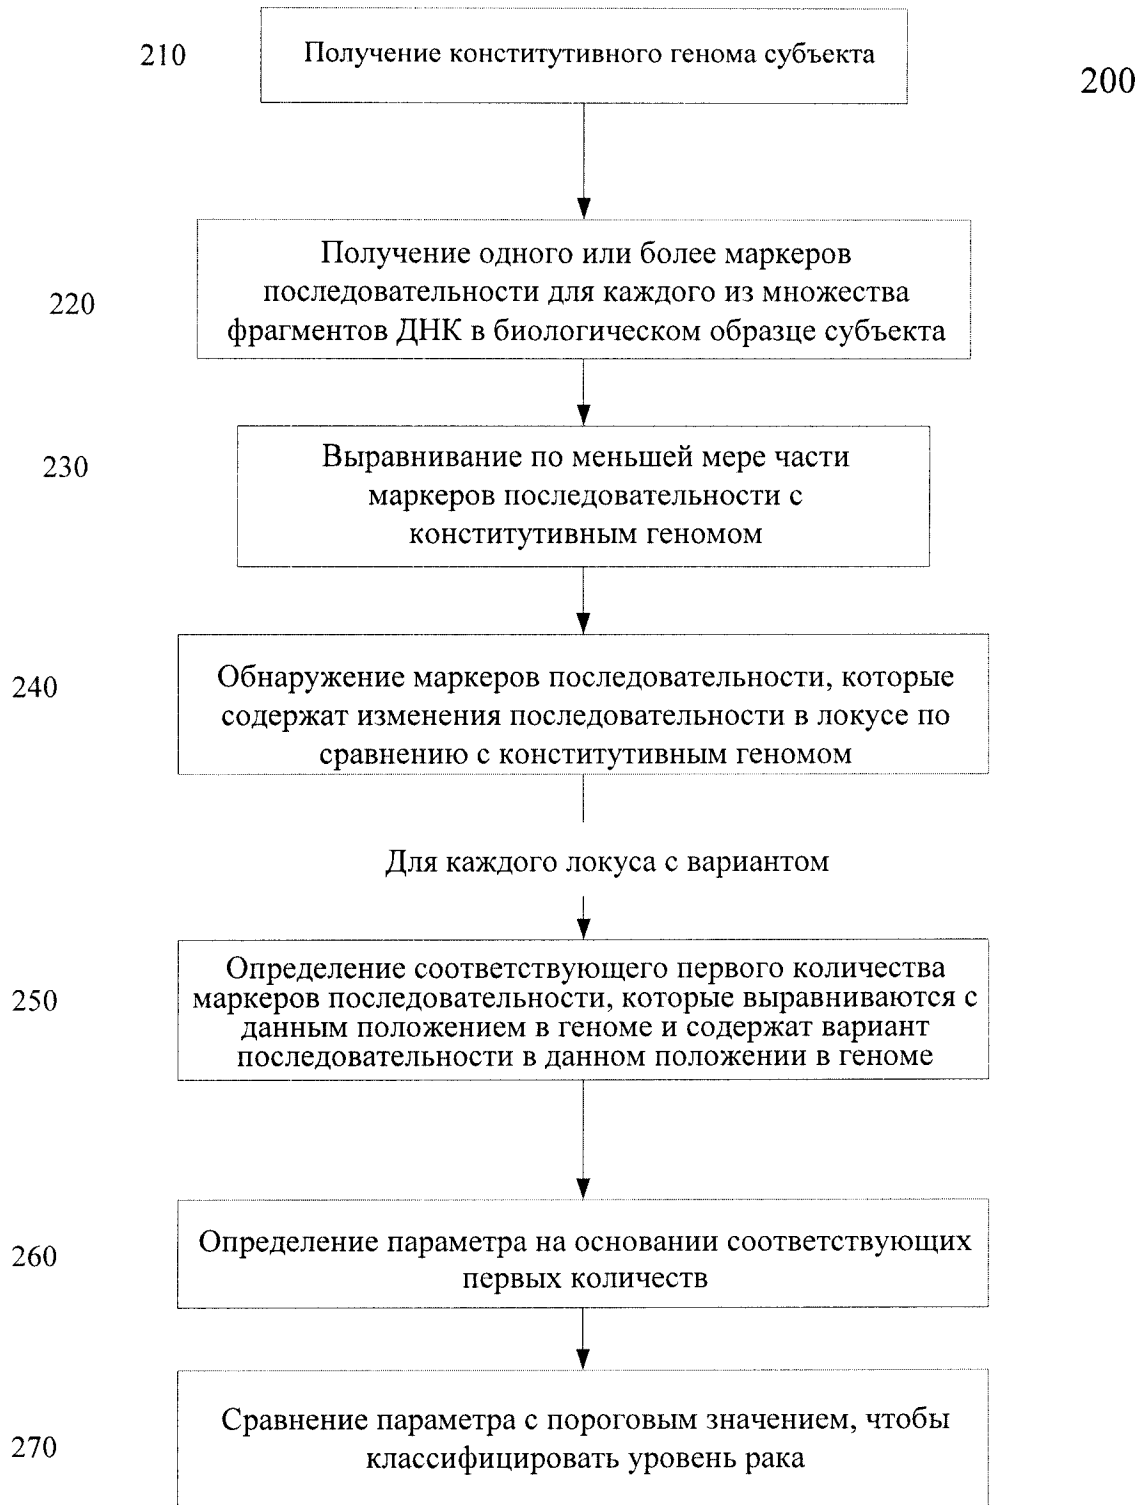 210
Получение конститутивного генома субъекта
200
220
Получение одного или более маркеров
последовательности для каждого из множества
фрагментов ДНК в биологическом образце субъекта
230
Выравнивание по меньшей мере части
маркеров последовательности с
конститутивным геномом
240
Обнаружение маркеров последовательности, которые
содержат изменения последовательности в локусе по
сравнению с конститутивным геномом
Для каждого локуса с вариантом
250
Определение соответствующего первого количества
маркеров последовательности, которые выравниваются с
данным положением в геноме и содержат вариант
последовательности в данном положении в геноме
260
Определение параметра на основании соответствующих
первых количеств
270
Сравнение параметра с пороговым значением, чтобы
классифицировать уровень рака